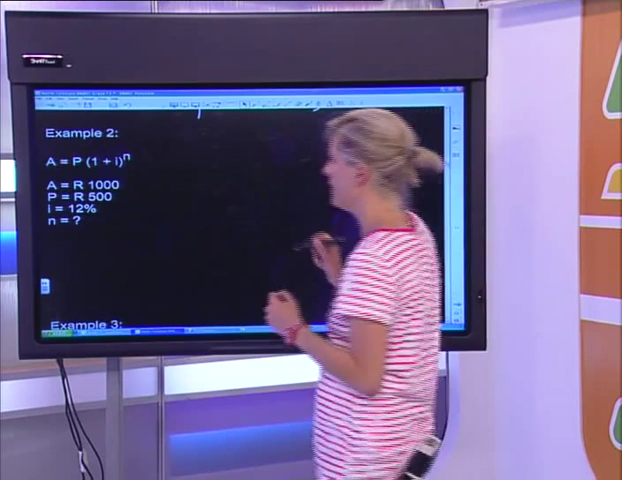 Example 2:
A = P (1 + i)ⁿ
A = R 1000
P = R 500
i = 12%
n = ?
Example 3: